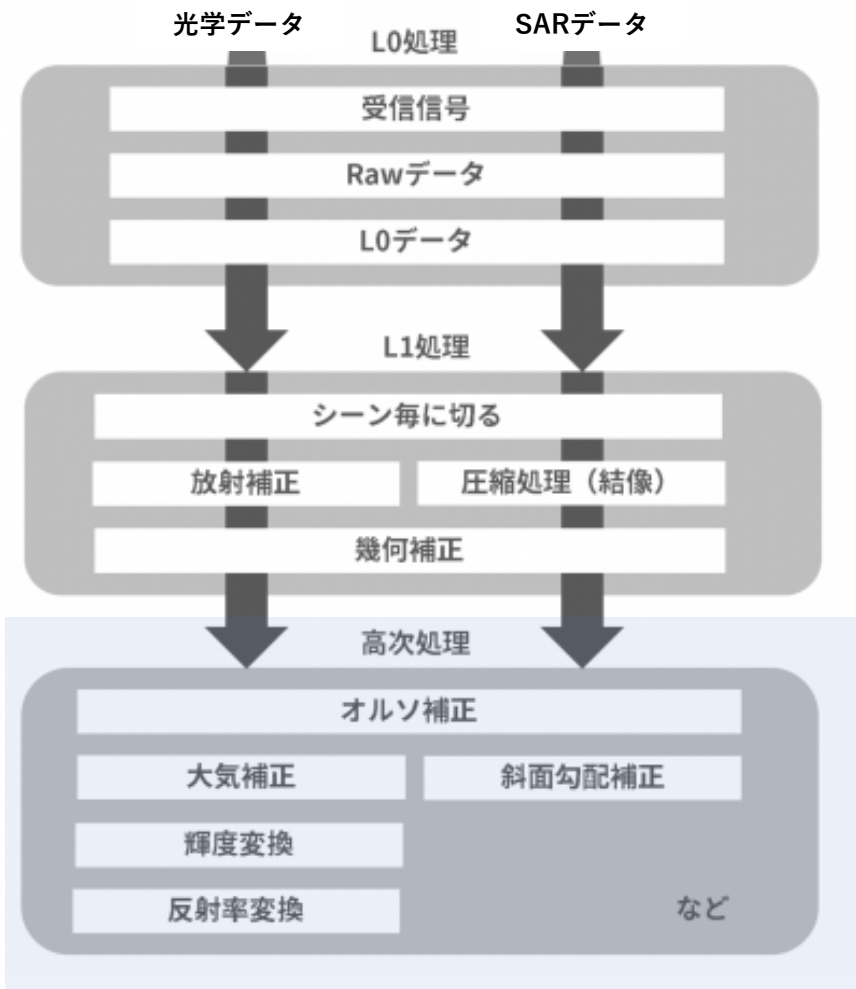 光学データ
SARデータ
L0処理
受信信号
Rawデータ
L0データ
L1処理
シーン毎に切る
放射補正
圧縮処理（結像）
幾何補正
高次処理
オルソ補正
大気補正
斜面勾配補正
輝度変換
反射率変換
など